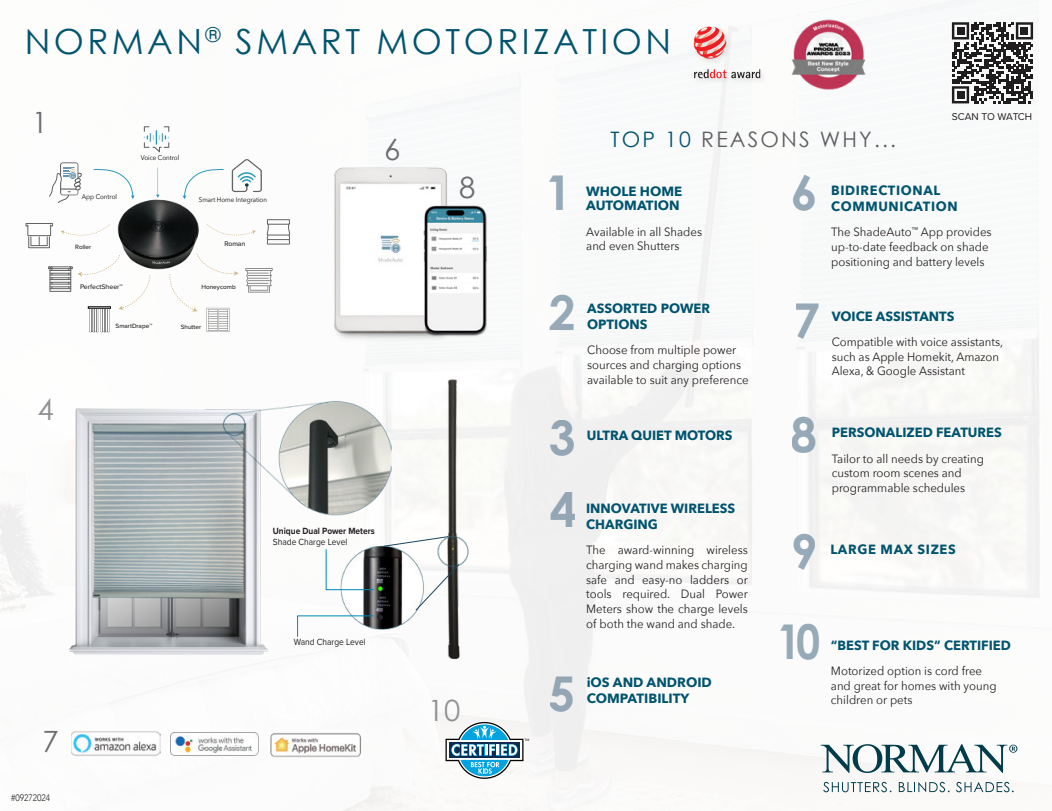 NORMAN® SMART MOTORIZATION
reddot award
Motorization
WCMA
PRODUCT
AWARDS 2023
Best New Style
Concept
SCAN TO WATCH
1
Voice Control
App Control
Smart Home Integration
ShadeAuto
Roller
Roman
PerfectSheer™
Honeycomb
SmartDrape™
Shutter
6
8
ShadeAuto
4
Unique Dual Power Meters
Shade Charge Level
Wand Charge Level
7
WORKS WITH
amazon alexa
works with the
Google Assistant
Works with
Apple HomeKit
10
CERTIFIED™
BEST FOR
KIDS
#09272024
TOP 10 REASONS WHY...
1
WHOLE HOME
AUTOMATION
Available in all Shades
and even Shutters
2
ASSORTED POWER
OPTIONS
Choose from multiple power
sources and charging options
available to suit any preference
3
ULTRA QUIET MOTORS
4
INNOVATIVE WIRELESS
CHARGING
The award-winning wireless
charging wand makes charging
safe and easy-no ladders or
tools required. Dual Power
Meters show the charge levels
of both the wand and shade.
5
iOS AND ANDROID
COMPATIBILITY
6
BIDIRECTIONAL
COMMUNICATION
The ShadeAuto™ App provides
up-to-date feedback on shade
positioning and battery levels
7
VOICE ASSISTANTS
Compatible with voice assistants,
such as Apple Homekit, Amazon
Alexa, & Google Assistant
8
PERSONALIZED FEATURES
Tailor to all needs by creating
custom room scenes and
programmable schedules
9
LARGE MAX SIZES
10
“BEST FOR KIDS” CERTIFIED
Motorized option is cord free
and great for homes with young
children or pets
NORMAN®
SHUTTERS. BLINDS. SHADES.